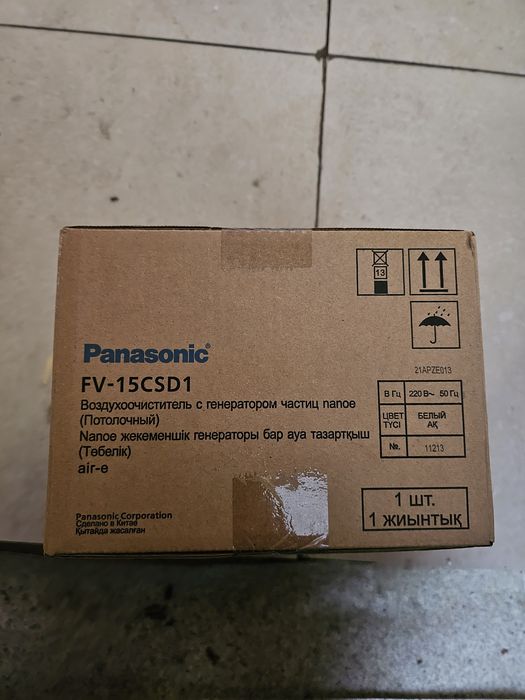 13
Panasonic®
FV-15CSD1
Воздухоочиститель с генератором частиц nanoe
(Потолочный)
Nanoe жекеменшік генераторы бар ауа тазартқыш
(Төбелік)
air-e
Panasonic Corporation
Сделано в Китае
Қытайда жасалған
21APZE013
В Гц 220 В~ 50 Гц
ЦВЕТ ТҮСІ БЕЛЫЙ АҚ
№. 11213
1 шт.
1 ЖИЫНТЫҚ